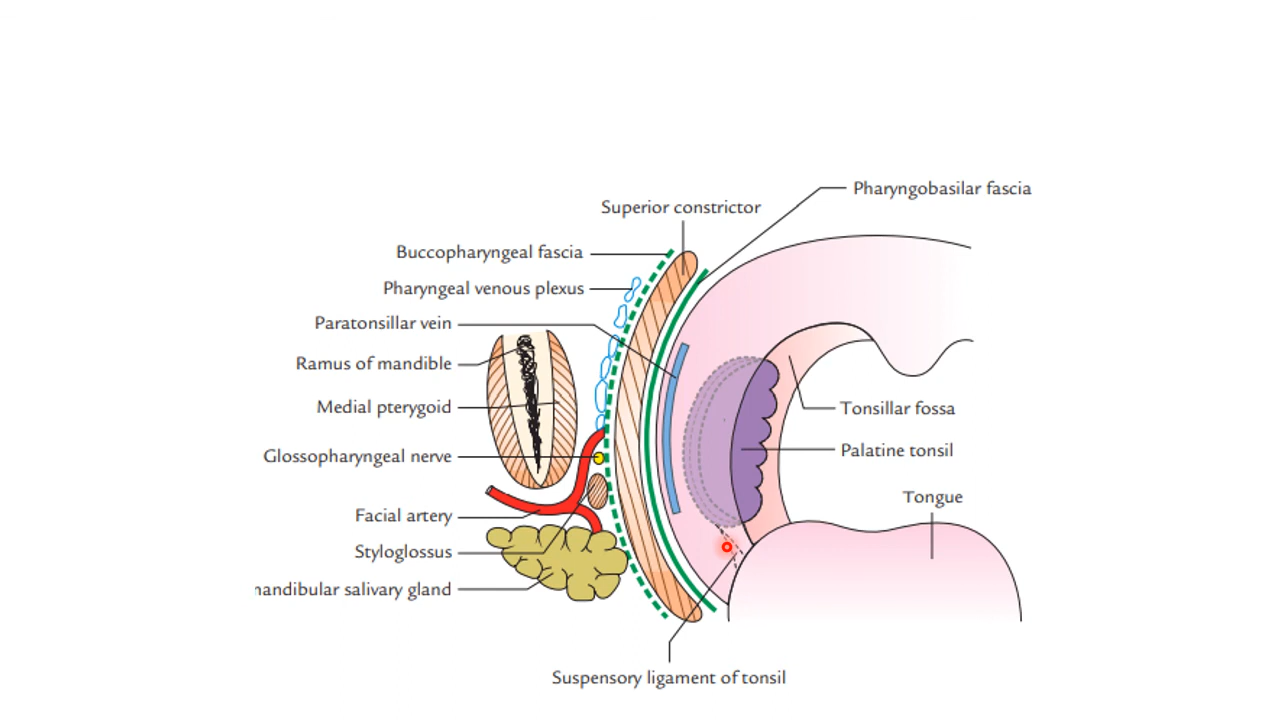 Pharyngobasilar fascia
Superior constrictor
Buccopharyngeal fascia
Pharyngeal venous plexus
Paratonsillar vein
Ramus of mandible
Medial pterygoid
Tonsillar fossa
Glossopharyngeal nerve
Palatine tonsil
Tongue
Facial artery
Styloglossus
mandibular salivary gland
Suspensory ligament of tonsil